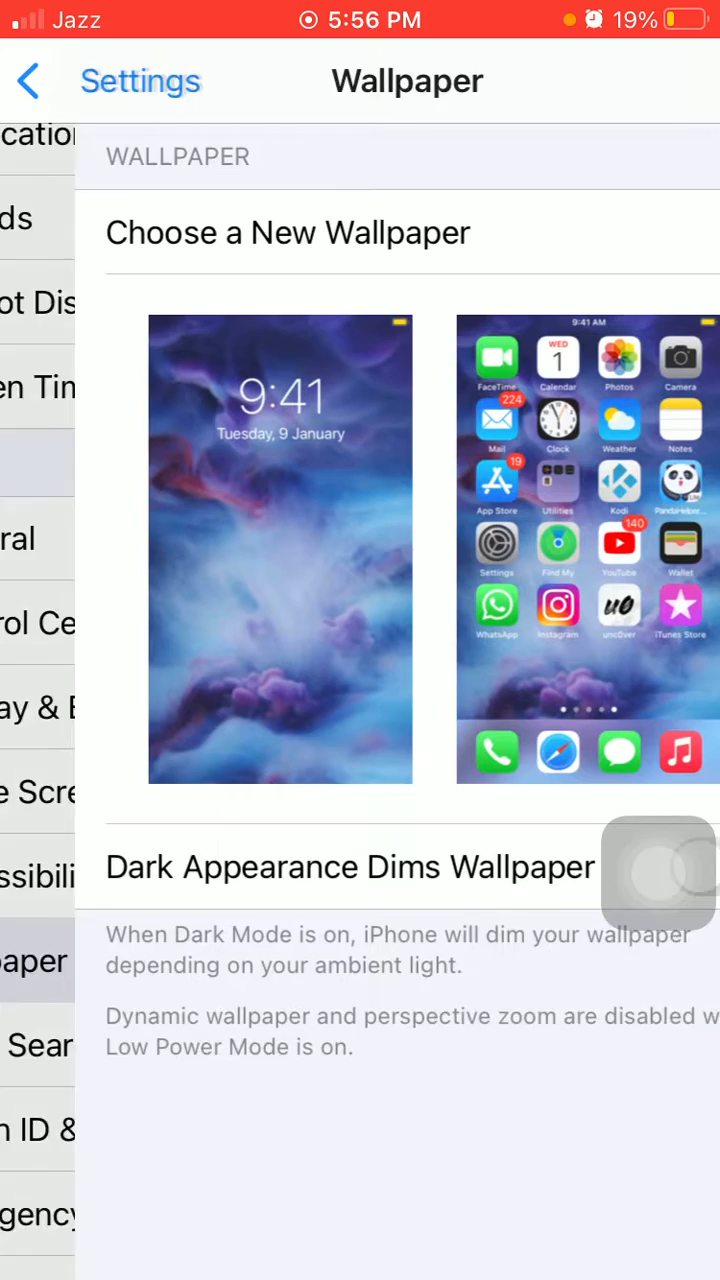 Jazz 5:56 PM 19%
Settings Wallpaper
cation
ds
ot Dis
en Tim
ral
rol Ce
ay & B
e Scre
ssibili
paper
Sear
n ID &
gency
WALLPAPER
Choose a New Wallpaper
9:41
Tuesday, 9 January
9:41 AM
WED
1
FaceTime Calendar Photos Camera
224
Mail Clock Weather Notes
19
App Store Utilities Kodi PandaHelper...
140
Settings Find My YouTube Wallet
unc0ver
WhatsApp Instagram unc0ver iTunes Store
Dark Appearance Dims Wallpaper
When Dark Mode is on, iPhone will dim your wallpaper
depending on your ambient light.
Dynamic wallpaper and perspective zoom are disabled w
Low Power Mode is on.